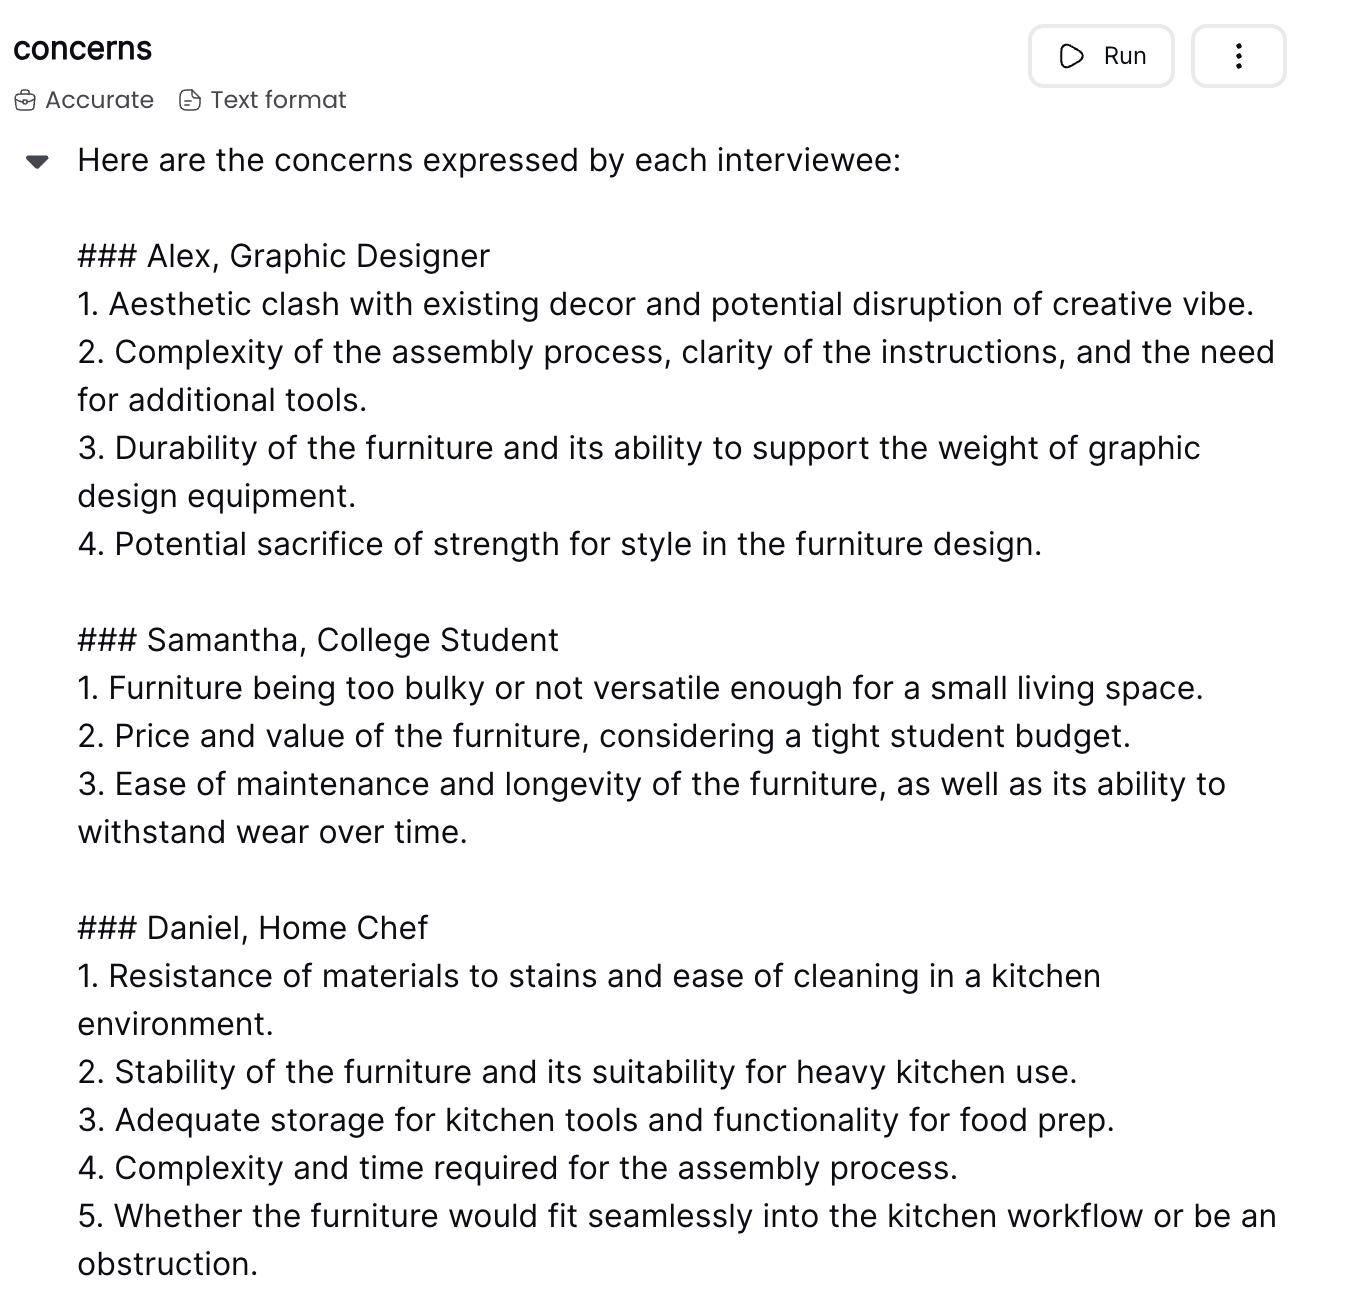 concerns
Run
Accurate Text format
Here are the concerns expressed by each interviewee:
### Alex, Graphic Designer
1. Aesthetic clash with existing decor and potential disruption of creative vibe.
2. Complexity of the assembly process, clarity of the instructions, and the need
for additional tools.
3. Durability of the furniture and its ability to support the weight of graphic
design equipment.
4. Potential sacrifice of strength for style in the furniture design.
### Samantha, College Student
1. Furniture being too bulky or not versatile enough for a small living space.
2. Price and value of the furniture, considering a tight student budget.
3. Ease of maintenance and longevity of the furniture, as well as its ability to
withstand wear over time.
### Daniel, Home Chef
1. Resistance of materials to stains and ease of cleaning in a kitchen
environment.
2. Stability of the furniture and its suitability for heavy kitchen use.
3. Adequate storage for kitchen tools and functionality for food prep.
4. Complexity and time required for the assembly process.
5. Whether the furniture would fit seamlessly into the kitchen workflow or be an
obstruction.